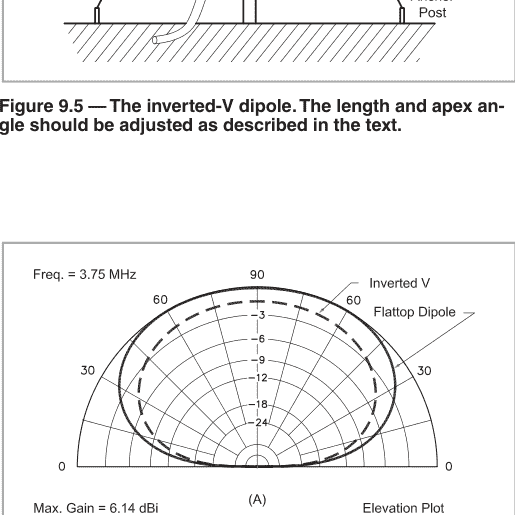 Post
Figure 9.5 — The inverted-V dipole. The length and apex an-
gle should be adjusted as described in the text.
Freq. = 3.75 MHz
90
Inverted V
60
60
Flattop Dipole
−3
−6
30
−9
30
−12
−18
−24
0
0
(A)
Max. Gain = 6.14 dBi
Elevation Plot